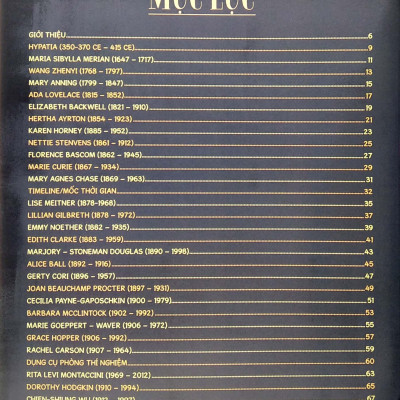 MỤC LỤC
GIỚI THIỆU 6
HYPATIA (350-370 CE – 415 CE) 9
MARIA SIBYLLA MERIAN (1647 – 1717) 11
WANG ZHENYI (1768 – 1797) 13
MARY ANNING (1799 – 1847) 15
ADA LOVELACE (1815 – 1852) 17
ELIZABETH BACKWELL (1821 – 1910) 19
HERTHA AYRTON (1854 – 1923) 21
KAREN HORNEY (1885 – 1952) 23
NETTIE STENVENS (1861 – 1912) 25
FLORENCE BASCOM (1862 – 1945) 27
MARIE CURIE (1867 – 1934) 29
MARY AGNES CHASE (1869 – 1963) 31
TIMELINE/MỐC THỜI GIAN 32
LISE MEITNER (1878-1968) 35
LILLIAN GILBRETH (1878 – 1972) 37
EMMY NOETHER (1882 – 1935) 39
EDITH CLARKE (1883 – 1959) 41
MARJORY – STONEMAN DOUGLAS (1890 – 1998) 43
ALICE BALL (1892 – 1916) 45
GERTY CORI (1896 – 1957) 47
JOAN BEAUCHAMP PROCTER (1897 – 1931) 49
CECILIA PAYNE-GAPOSCHKIN (1900 – 1979) 51
BARBARA MCCLINTOCK (1902 – 1992) 53
MARIE GOEPPERT – WAVER (1906 – 1972) 55
GRACE HOPPER (1906 – 1992) 57
RACHEL CARSON (1907 – 1964) 59
DỤNG CỤ PHÒNG THÍ NGHIỆM 60
RITA LEVI MONTACCINI (1969 – 2012) 63
DOROTHY HODGKIN (1910 – 1994) 65
CHIEN-SHIUNG WU (1912 – 1997) 67